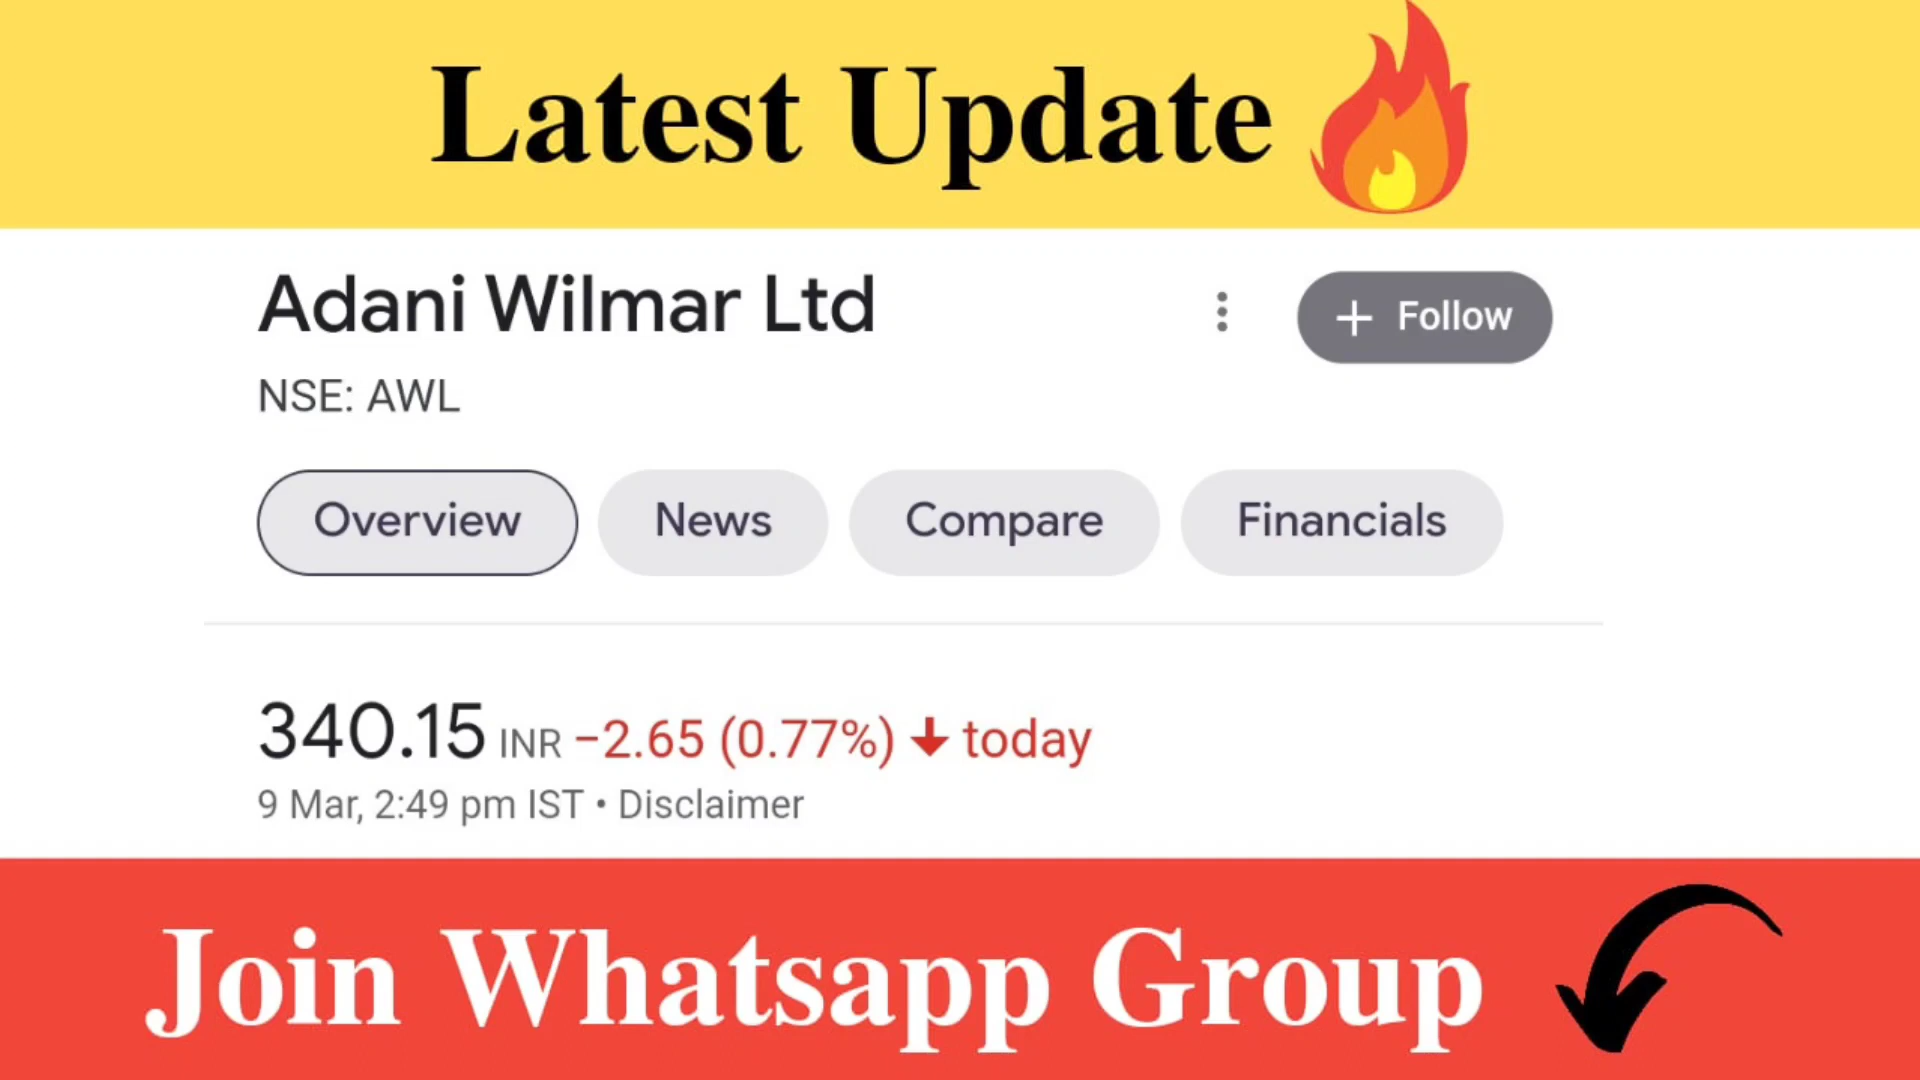 Latest Update
Adani Wilmar Ltd
+ Follow
NSE: AWL
Overview News Compare Financials
340.15 INR −2.65 (0.77%) ↓ today
9 Mar, 2:49 pm IST • Disclaimer
Join Whatsapp Group